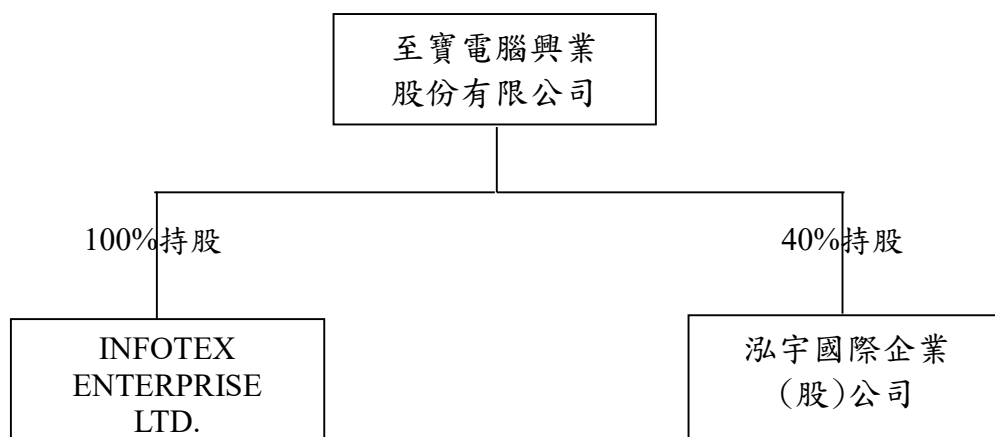 至寶電腦興業
股份有限公司
100%持股
40%持股
INFOTEX
ENTERPRISE
LTD.
泓宇國際企業
(股)公司